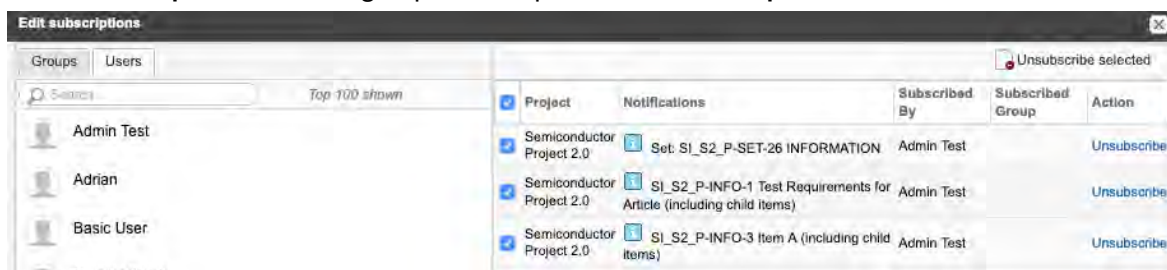 Edit subscriptions
Groups Users
Unsubscribe selected
Search... Top 100 shown
Project Notifications Subscribed By Subscribed Group Action
Admin Test
Adrian
Basic User
Semiconductor Project 2.0 Set: SI_S2_P-SET-26 INFORMATION Admin Test Unsubscribe
Semiconductor Project 2.0 SI_S2_P-INFO-1 Test Requirements for Article (including child items) Admin Test Unsubscribe
Semiconductor Project 2.0 SI_S2_P-INFO-3 Item A (including child items) Admin Test Unsubscribe